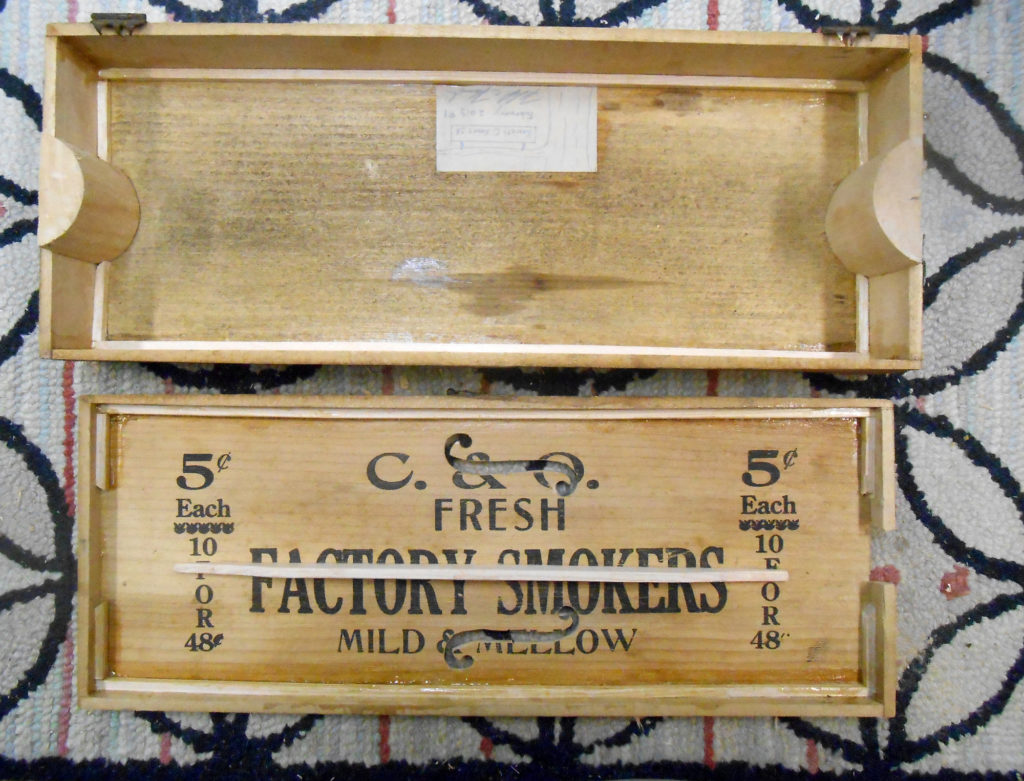 5¢
Each
10
FOR
48¢
C. & O.
FRESH
FACTORY SMOKERS
MILD & MELLOW
5¢
Each
10
FOR
48¢